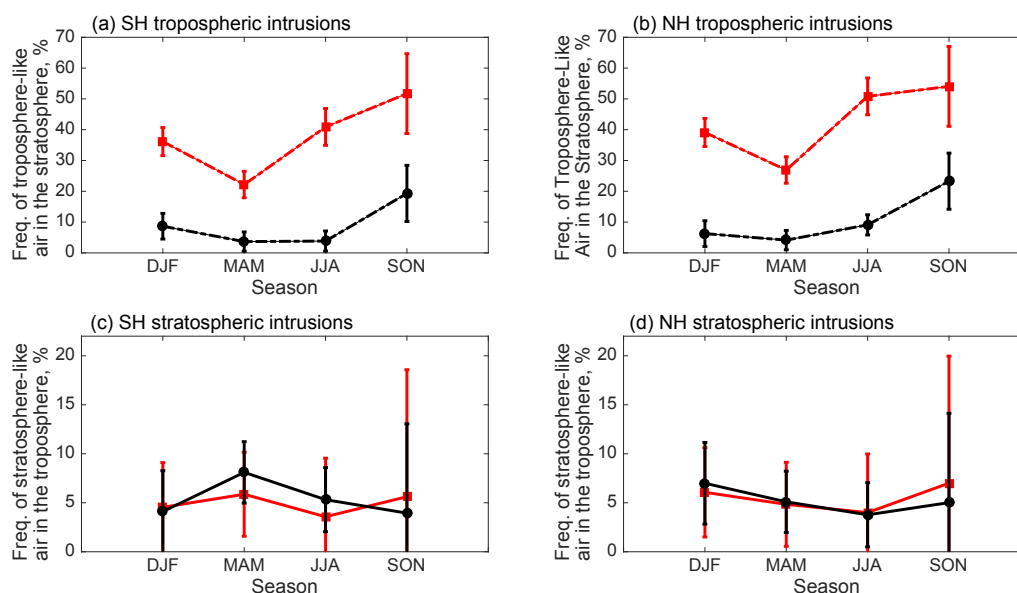 (a) SH tropospheric intrusions
Freq. of troposphere-like
air in the stratosphere, %
70
60
50
40
30
20
10
0
DJF MAM JJA SON
Season
(b) NH tropospheric intrusions
Freq. of Troposphere-Like
Air in the Stratosphere, %
70
60
50
40
30
20
10
0
DJF MAM JJA SON
Season
(c) SH stratospheric intrusions
Freq. of stratosphere-like
air in the troposphere, %
20
15
10
5
0
DJF MAM JJA SON
Season
(d) NH stratospheric intrusions
Freq. of stratosphere-like
air in the troposphere, %
20
15
10
5
0
DJF MAM JJA SON
Season